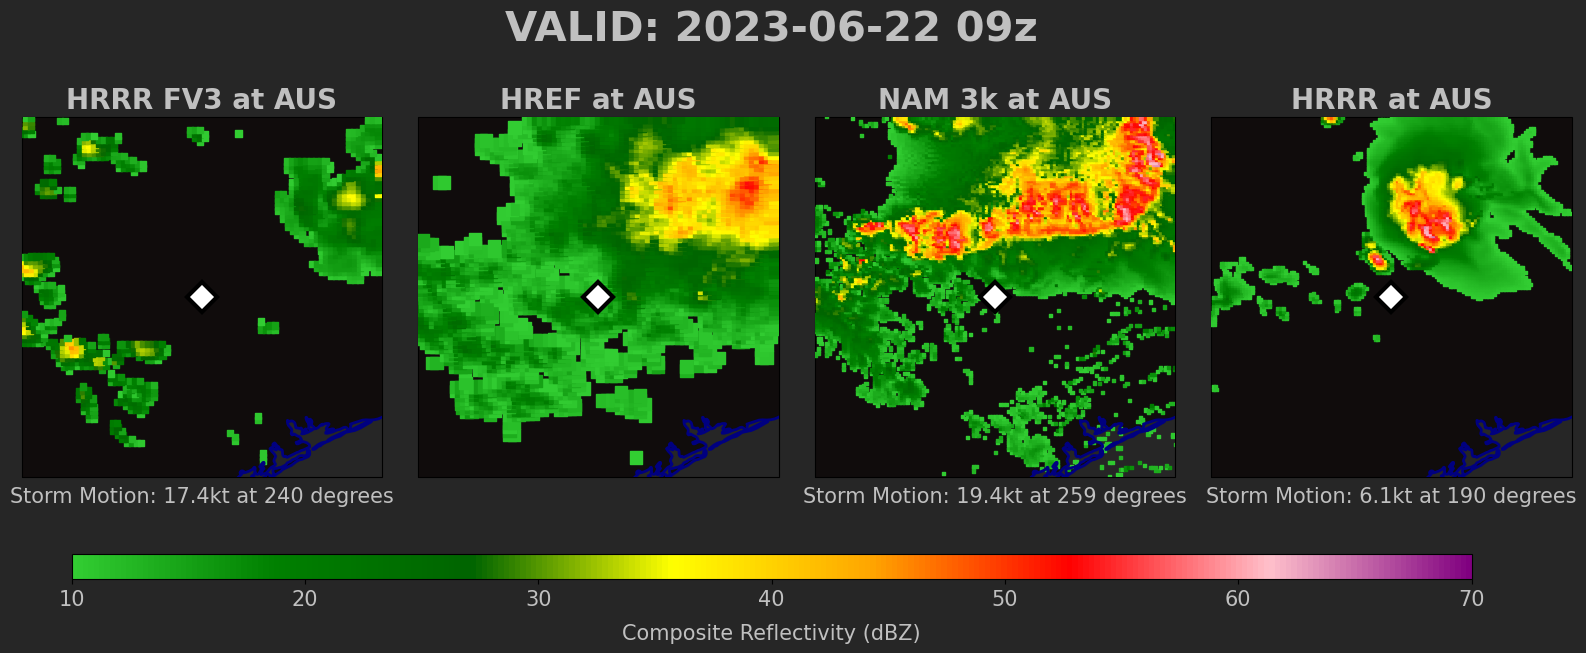 VALID: 2023-06-22 09z
HRRR FV3 at AUS
HREF at AUS
NAM 3k at AUS
HRRR at AUS
Storm Motion: 17.4kt at 240 degrees
Storm Motion: 19.4kt at 259 degrees
Storm Motion: 6.1kt at 190 degrees
10 20 30 40 50 60 70
Composite Reflectivity (dBZ)